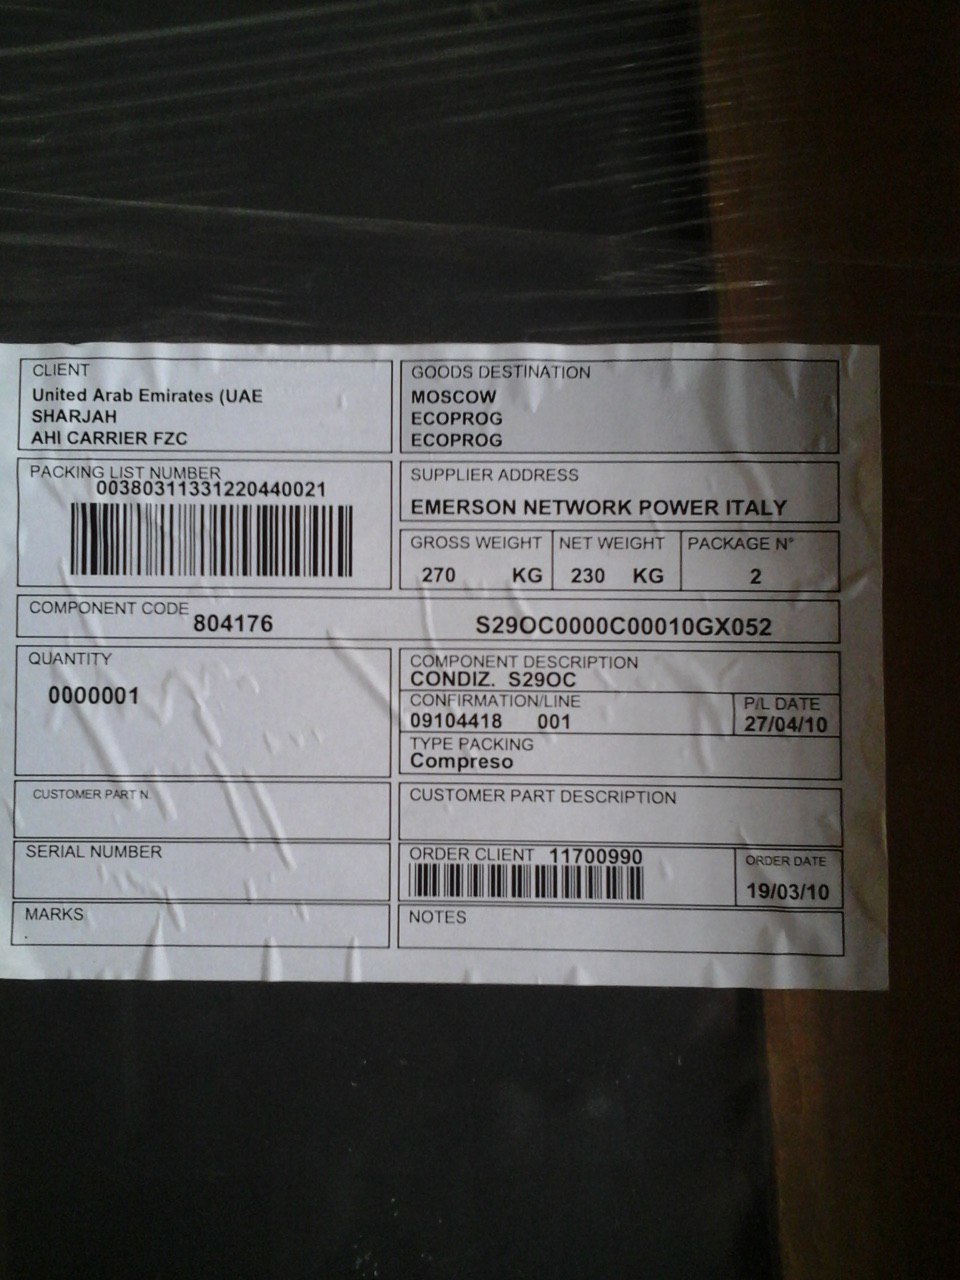 CLIENT
United Arab Emirates (UAE
SHARJAH
AHI CARRIER FZC
GOODS DESTINATION
MOSCOW
ECOPROG
ECOPROG
PACKING LIST NUMBER
00380311331220440021
SUPPLIER ADDRESS
EMERSON NETWORK POWER ITALY
GROSS WEIGHT
270 KG
NET WEIGHT
230 KG
PACKAGE N°
2
COMPONENT CODE
804176 S29OC0000C00010GX052
QUANTITY
0000001
COMPONENT DESCRIPTION
CONDIZ. S29OC
CONFIRMATION/LINE
09104418 001
P/L DATE
27/04/10
TYPE PACKING
Compreso
CUSTOMER PART N.
CUSTOMER PART DESCRIPTION
SERIAL NUMBER
ORDER CLIENT 11700990
ORDER DATE
19/03/10
MARKS
.
NOTES